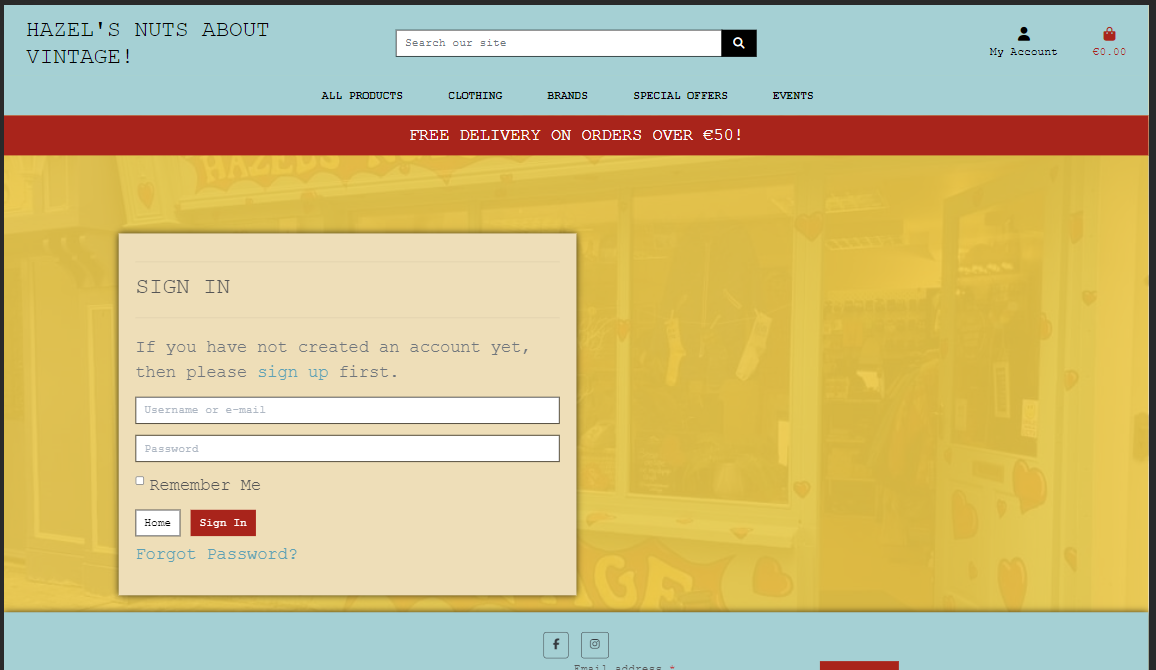 HAZEL'S NUTS ABOUT
VINTAGE!
Search our site
My Account
€0.00
ALL PRODUCTS CLOTHING BRANDS SPECIAL OFFERS EVENTS
FREE DELIVERY ON ORDERS OVER €50!
HAZEL'S
SIGN IN
If you have not created an account yet,
then please sign up first.
Username or e-mail
Password
Remember Me
Home Sign In
Forgot Password?
Email address *